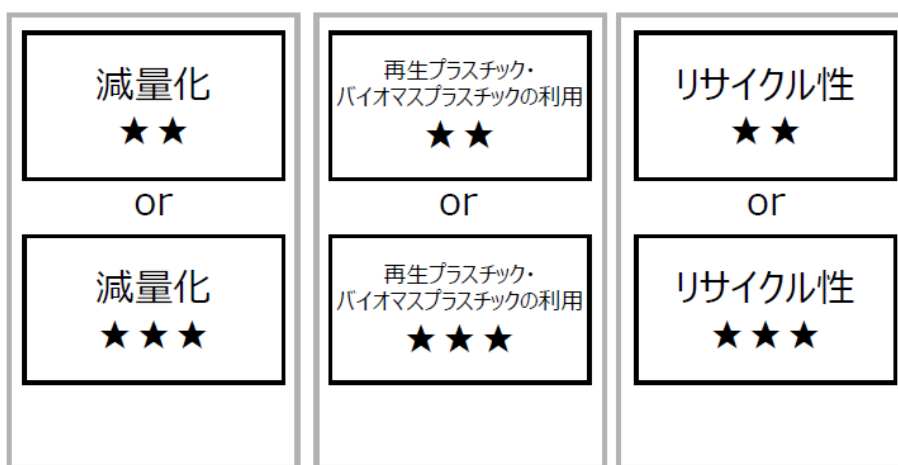 減量化
★★
or
減量化
★★★
再生プラスチック・
バイオマスプラスチックの利用
★★
or
再生プラスチック・
バイオマスプラスチックの利用
★★★
リサイクル性
★★
or
リサイクル性
★★★